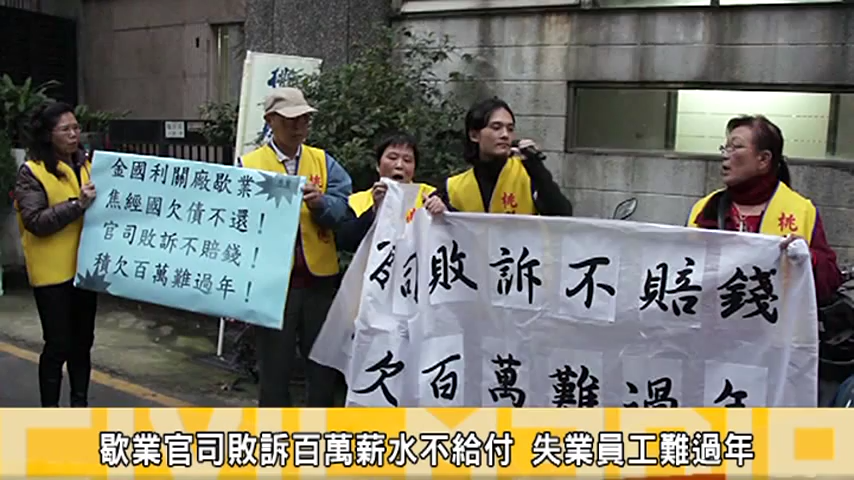 金國利關廠歇業
焦經國欠債不還！
官司敗訴不賠錢！
積欠百萬難過年！
桃
桃
桃
司敗訴不賠錢
欠百萬難過年
歇業官司敗訴百萬薪水不給付 失業員工難過年